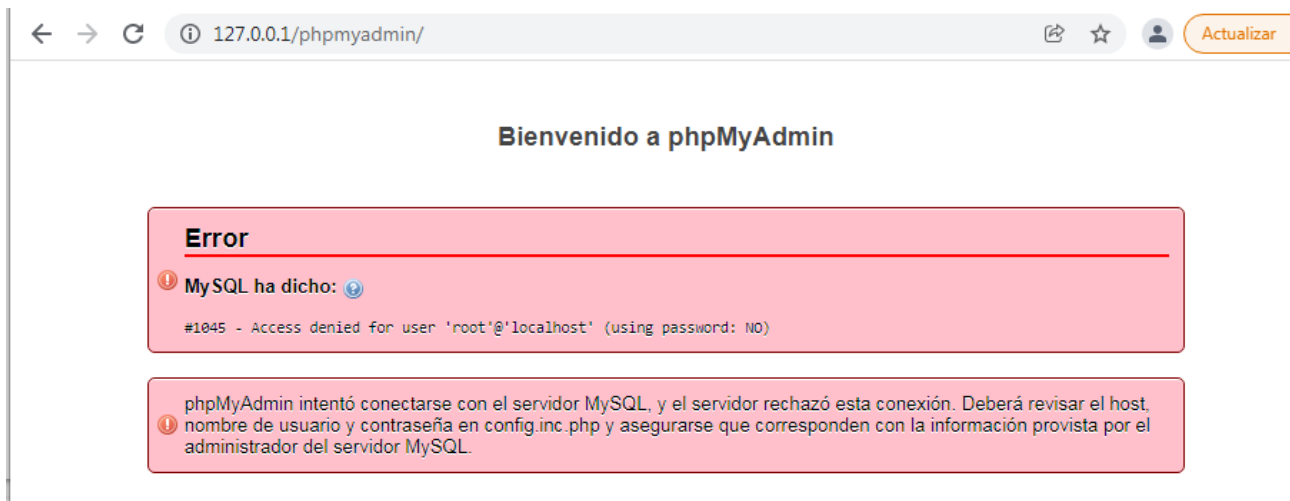 127.0.0.1/phpmyadmin/
Actualizar
Bienvenido a phpMyAdmin
Error
MySQL ha dicho:
#1045 - Access denied for user 'root'@'localhost' (using password: NO)
phpMyAdmin intentó conectarse con el servidor MySQL, y el servidor rechazó esta conexión. Deberá revisar el host,
nombre de usuario y contraseña en config.inc.php y asegurarse que corresponden con la información provista por el
administrador del servidor MySQL.